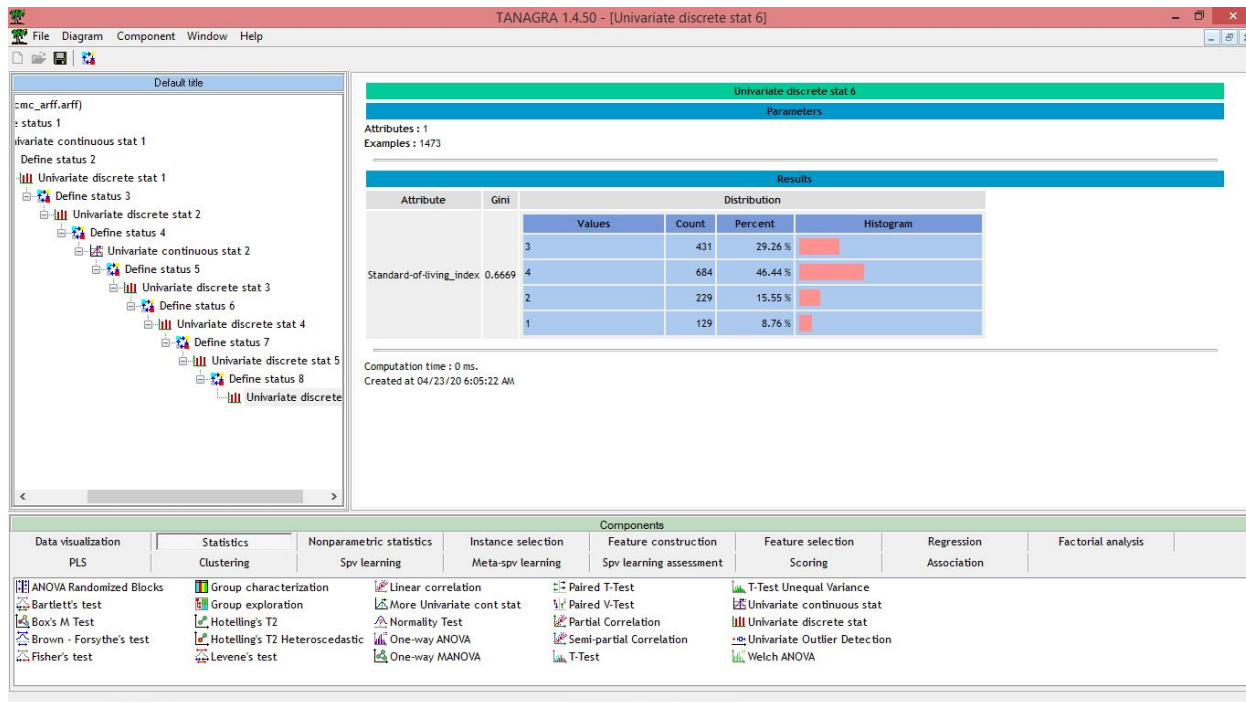 TANAGRA 1.4.50 - [Univariate discrete stat 6]
File Diagram Component Window Help
Default title
cmc_arff.arff)
e status 1
ivariate continuous stat 1
Define status 2
Univariate discrete stat 1
Define status 3
Univariate discrete stat 2
Define status 4
Univariate continuous stat 2
Define status 5
Univariate discrete stat 3
Define status 6
Univariate discrete stat 4
Define status 7
Univariate discrete stat 5
Define status 8
Univariate discrete
Univariate discrete stat 6
Parameters
Attributes : 1
Examples : 1473
Results
Attribute Gini Distribution
Values Count Percent Histogram
Standard-of-living_index 0.6669
3 431 29.26 %
4 684 46.44 %
2 229 15.55 %
1 129 8.76 %
Computation time : 0 ms.
Created at 04/23/20 6:05:22 AM
Components
Data visualization Statistics Nonparametric statistics Instance selection Feature construction Feature selection Regression Factorial analysis
PLS Clustering Spv learning Meta-spv learning Spv learning assessment Scoring Association
ANOVA Randomized Blocks Group characterization Linear correlation Paired T-Test T-Test Unequal Variance
Bartlett's test Group exploration More Univariate cont stat Paired V-Test Univariate continuous stat
Box's M Test Hotelling's T2 Normality Test Partial Correlation Univariate discrete stat
Brown - Forsythe's test Hotelling's T2 Heteroscedastic One-way ANOVA Semi-partial Correlation Univariate Outlier Detection
Fisher's test Levene's test One-way MANOVA T-Test Welch ANOVA